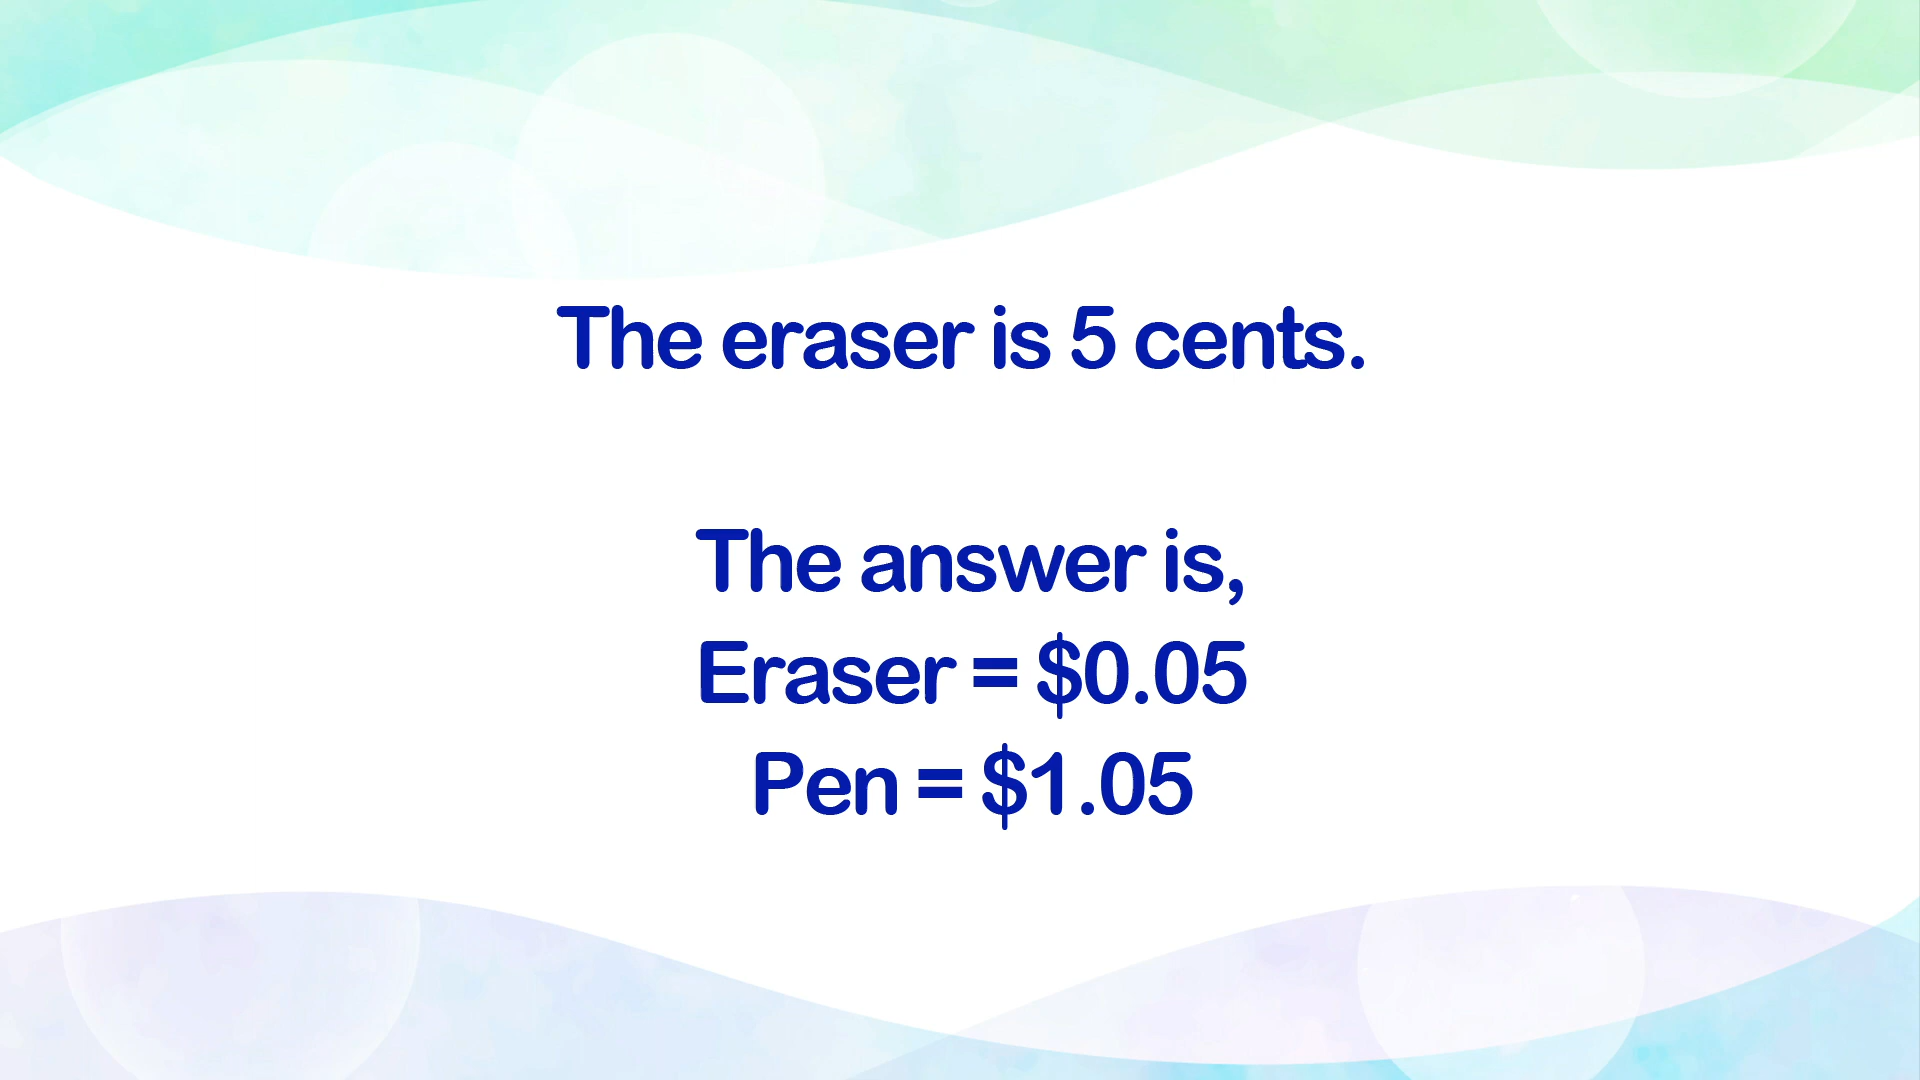 The eraser is 5 cents.
The answer is,
Eraser = $0.05
Pen = $1.05